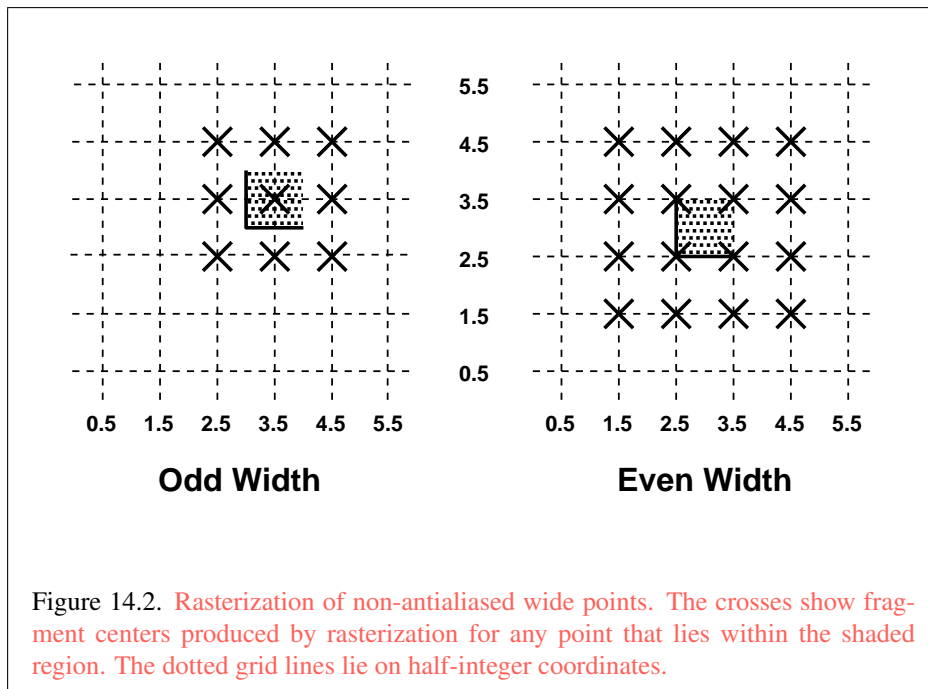 5.5
4.5
3.5
2.5
1.5
0.5
0.5 1.5 2.5 3.5 4.5 5.5 0.5 1.5 2.5 3.5 4.5 5.5
Odd Width Even Width
Figure 14.2. Rasterization of non-antialiased wide points. The crosses show frag-
ment centers produced by rasterization for any point that lies within the shaded
region. The dotted grid lines lie on half-integer coordinates.